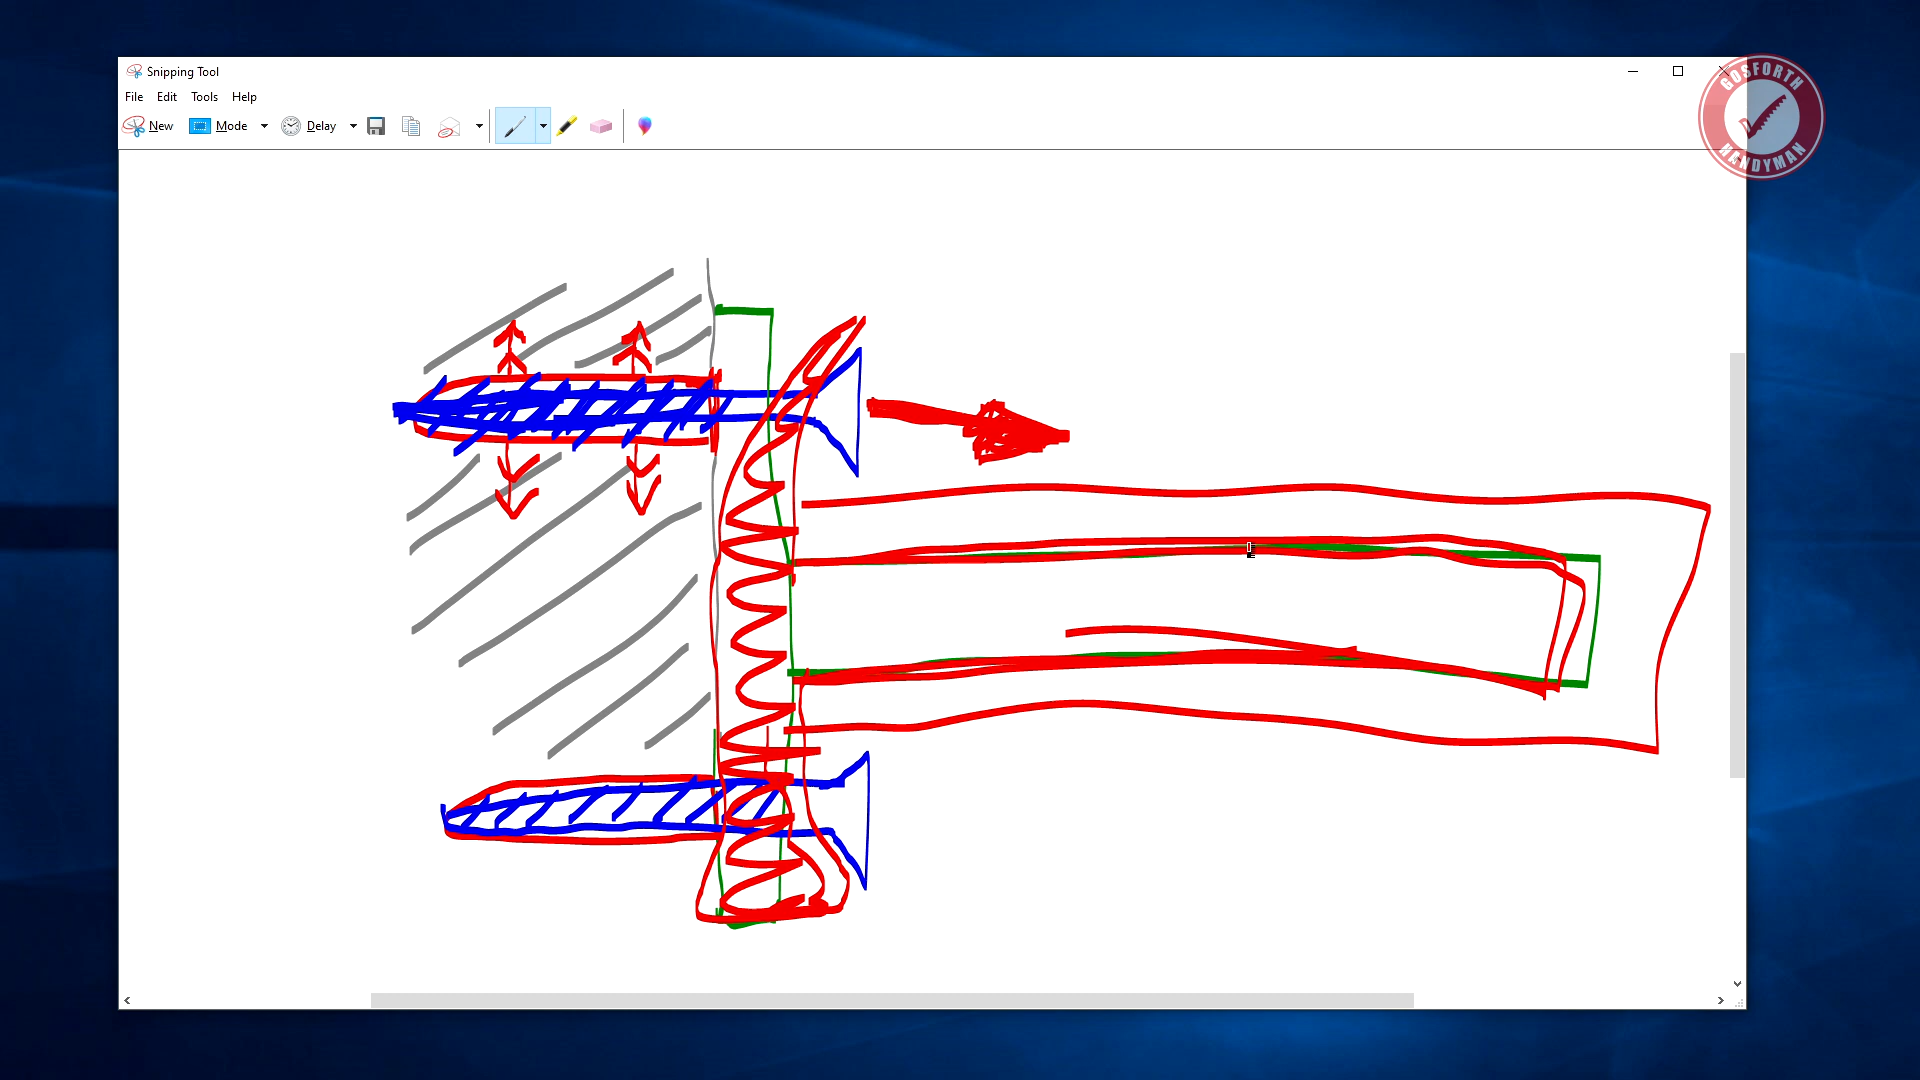 Snipping Tool
File Edit Tools Help
New Mode Delay
GOSFORTH
HANDYMAN